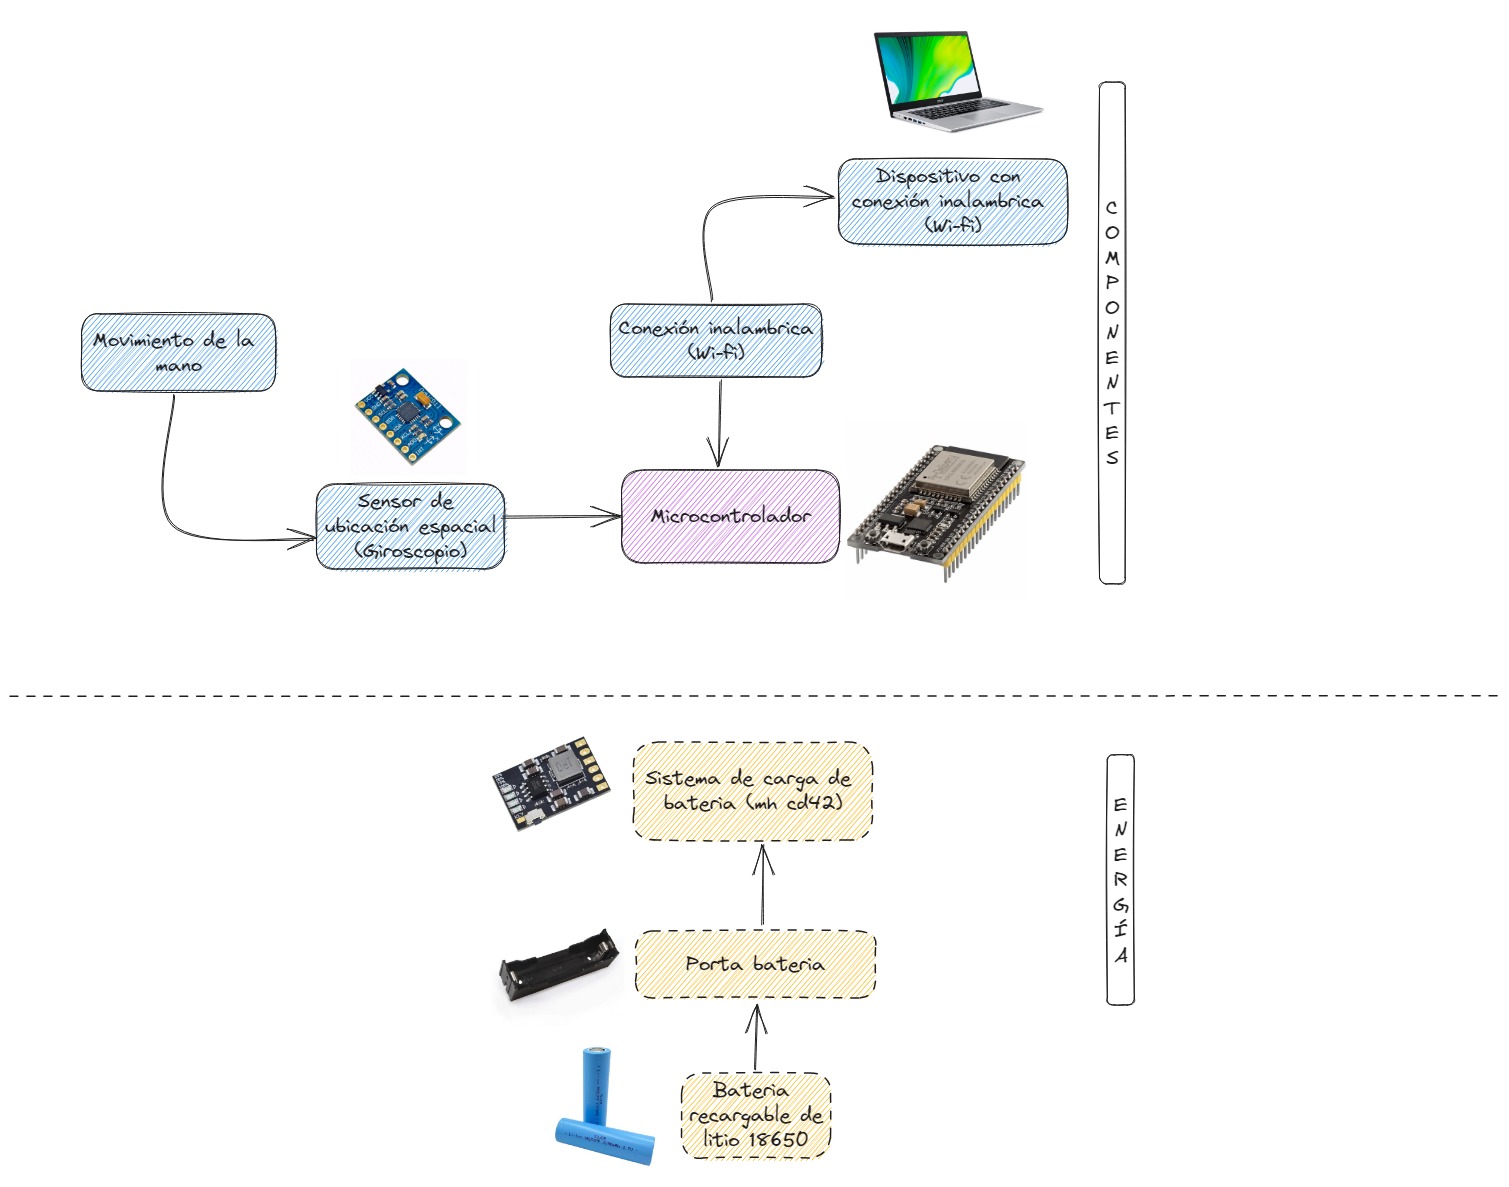 Dispositivo con
conexión inalambrica
(Wi-fi)
Conexión inalambrica
(Wi-fi)
Movimiento de la
mano
Sensor de
ubicación espacial
(Giroscopio)
Microcontrolador
COMPONENTES
Sistema de carga de
bateria (mh cd42)
Porta bateria
Bateria
recargable de
litio 18650
ENERGÍA